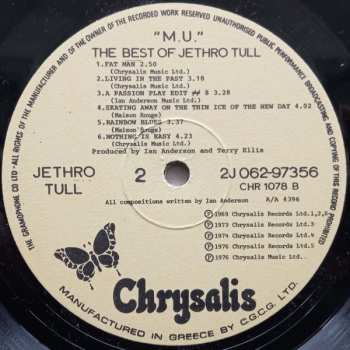 ALL RIGHTS OF THE MANUFACTURER AND OF THE OWNER OF THE RECORDED WORK RESERVED UNAUTHORISED PUBLIC PERFORMANCE BROADCASTING AND COPYING OF THIS RECORD PROHIBITED
THE GRAMOPHONE CO LTD
"M.U."
THE BEST OF JETHRO TULL
1.FAT MAN 2.50
(Chrysalis Music Ltd.)
2.LIVING IN THE PAST 3.18
(Chrysalis Music Ltd.)
3.A PASSION PLAY EDIT ## 8 3.28
(Ian Anderson Music Ltd.)
4.SKATING AWAY ON THE THIN ICE OF THE NEW DAY 4.02
(Maison Rouge)
5.RAINBOW BLUES 3.37
(Maison Rouge)
6.NOTHING IS EASY 4.23
(Chrysalis Music Ltd.)
Produced by Ian Anderson and Terry Ellis
JETHRO
TULL
2
2J 062-97356
CHR 1078 B
All compositions written by Ian Anderson
A/A 6396
Ⓟ1969 Chrysalis Records Ltd.1,2,6
Ⓟ1973 Chrysalis Records Ltd.3
Ⓟ1974 Chrysalis Records Ltd.4
Ⓟ1976 Chrysalis Records Ltd.5
Ⓟ1976 Chrysalis Music Ltd..
Chrysalis
MANUFACTURED IN GREECE BY C.G.C.G. LTD.